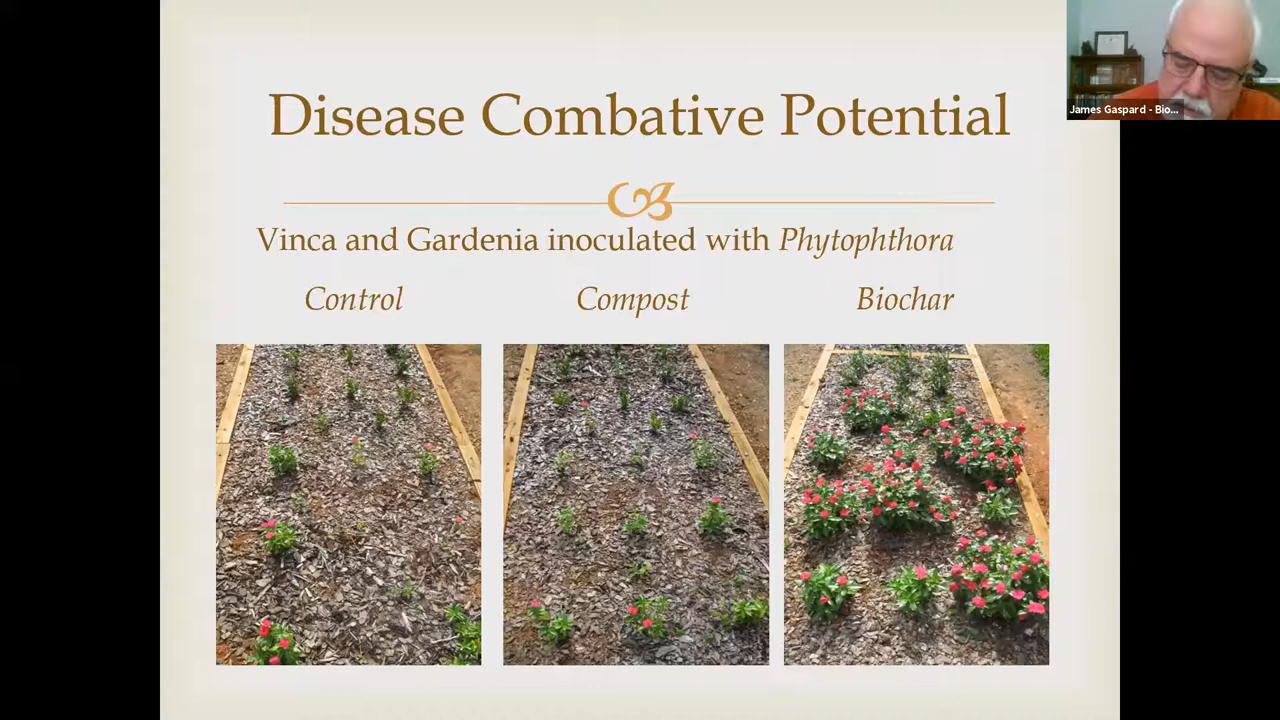 Disease Combative Potential
Vinca and Gardenia inoculated with Phytophthora
Control
Compost
Biochar
James Gaspard - Bio...